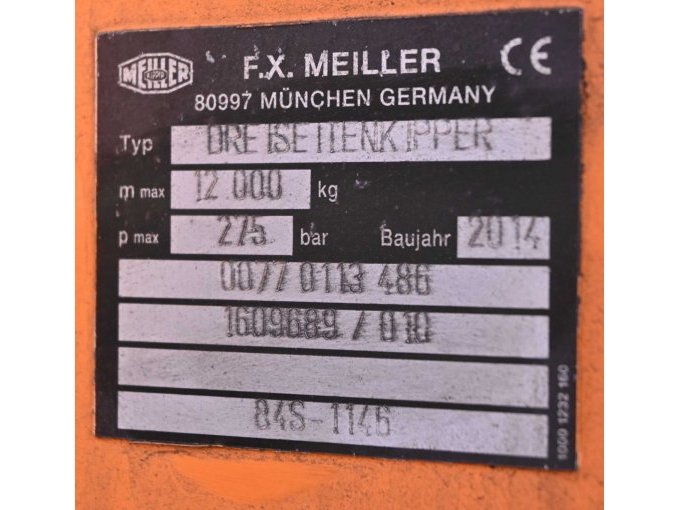 MEILLER
KIPPER
F.X. MEILLER CE
80997 MÜNCHEN GERMANY
Typ DREISEITENKIPPER
m max 12 000 kg
p max 275 bar Baujahr 2014
0077 0113 486
1609689 / 010
84S-1146
1000 1232 160